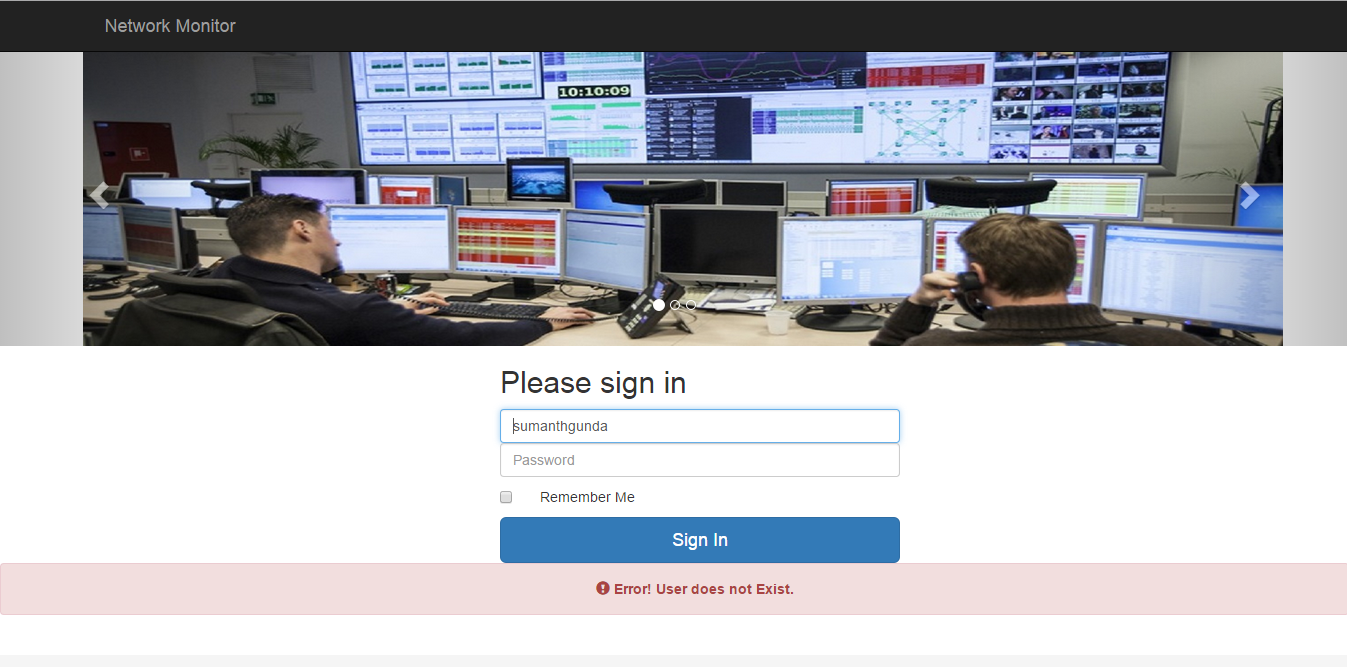 Network Monitor
10:10:09
Please sign in
sumanthgunda
Password
Remember Me
Sign In
Error! User does not Exist.